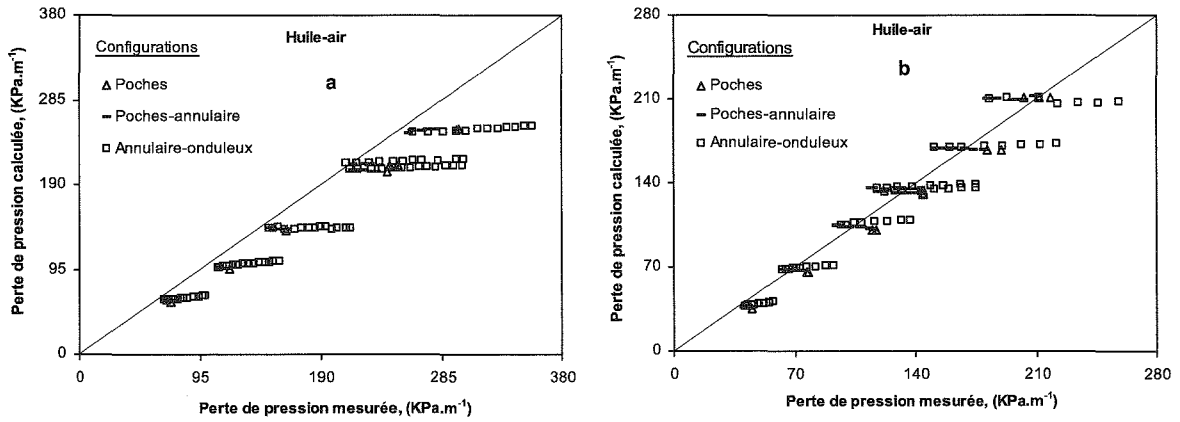 380
285
190
95
0
Perte de pression calculée, (KPa.m⁻¹)
Huile-air
Configurations
a
Poches
Poches-annulaire
Annulaire-onduleux
0
95
190
285
380
Perte de pression mesurée, (KPa.m⁻¹)
280
210
140
70
0
Perte de pression calculée, (KPa.m⁻¹)
Huile-air
Configurations
b
Poches
Poches-annulaire
Annulaire-onduleux
0
70
140
210
280
Perte de pression mesurée, (KPa.m⁻¹)